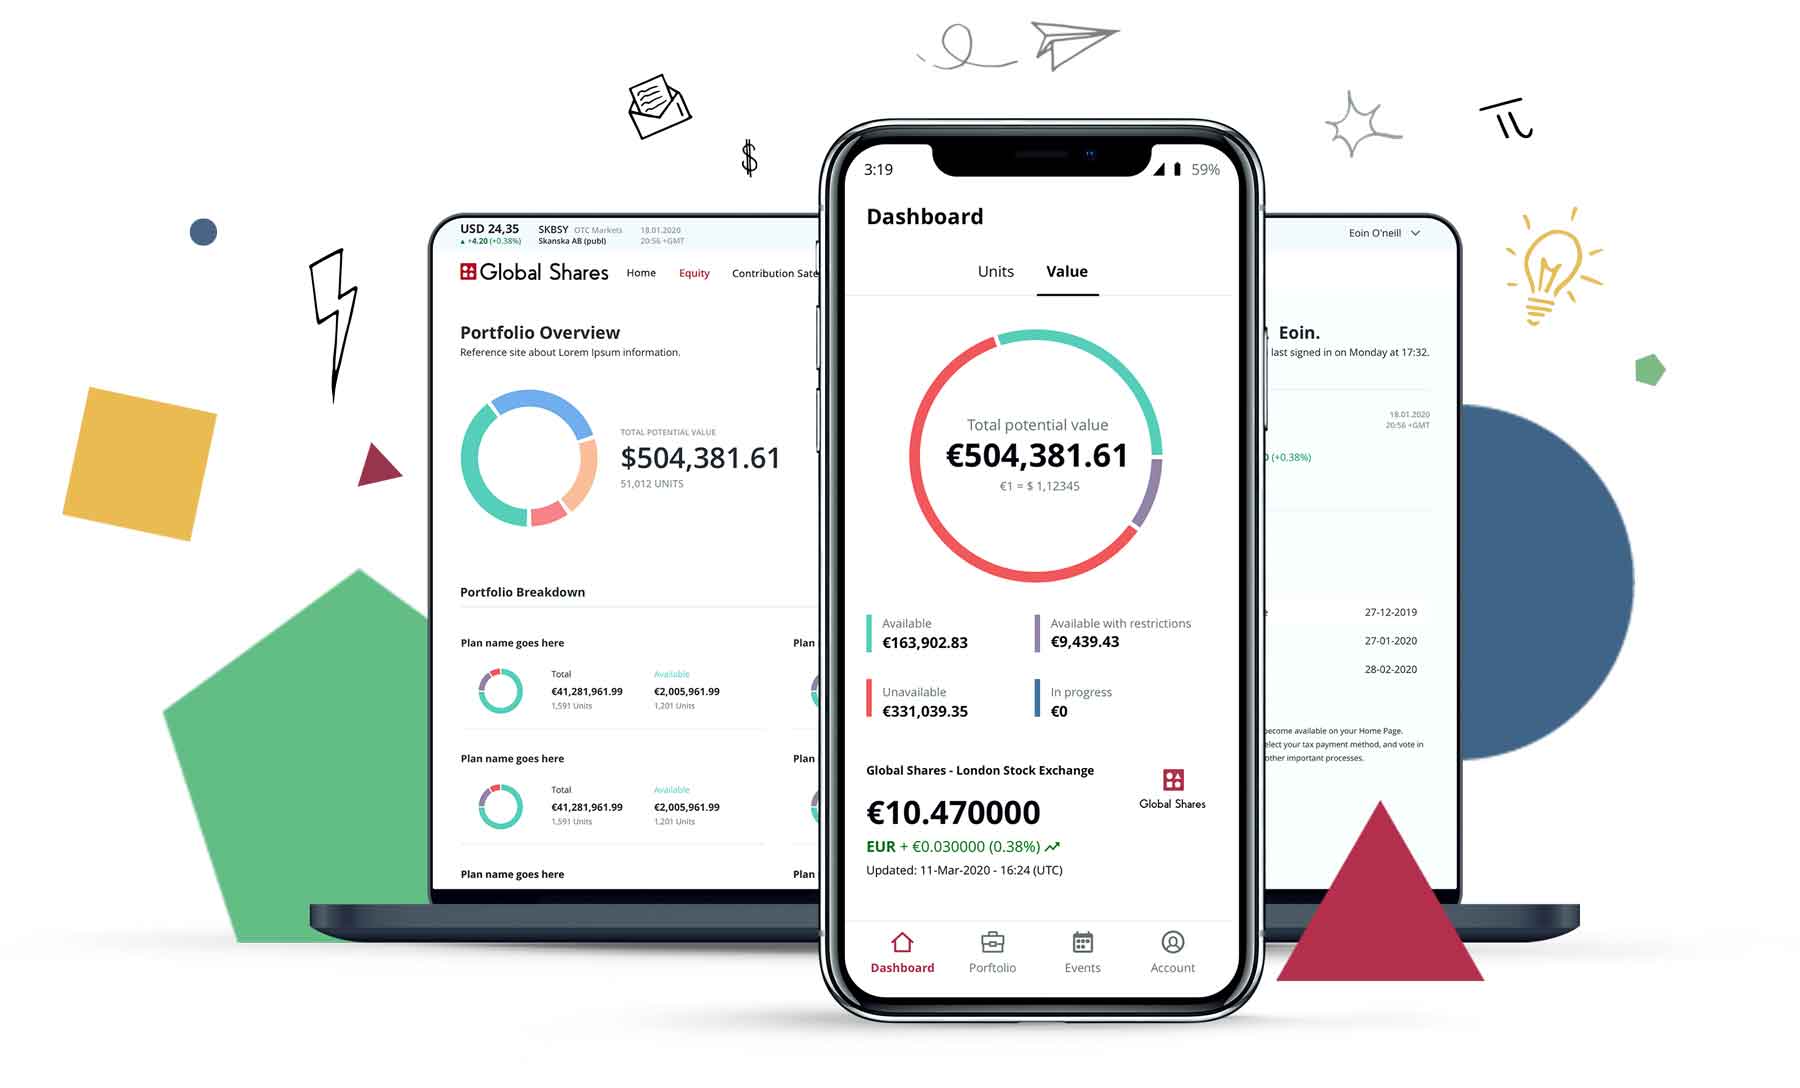 π
$
USD 24,35
▲ +4.20 (+0.38%)
SKBSY OTC Markets
Skanska AB (publ)
18.01.2020
20:56 +GMT
Global Shares
Home
Equity
Contribution Sate
Portfolio Overview
Reference site about Lorem Ipsum information.
TOTAL POTENTIAL VALUE
$504,381.61
51,012 UNITS
Portfolio Breakdown
Plan name goes here
Plan
Total
Available
€41,281,961.99
€2,005,961.99
1,591 Units
1,201 Units
Plan name goes here
Plan
Total
Available
€41,281,961.99
€2,005,961.99
1,591 Units
1,201 Units
Plan name goes here
Plan
3:19
59%
Dashboard
Units
Value
Total potential value
€504,381.61
€1 = $ 1,12345
Available
€163,902.83
Available with restrictions
€9,439.43
Unavailable
€331,039.35
In progress
€0
Global Shares - London Stock Exchange
€10.470000
EUR + €0.030000 (0.38%)
Updated: 11-Mar-2020 - 16:24 (UTC)
Global Shares
Dashboard
Porftolio
Events
Account
Eoin O'neill
Eoin.
last signed in on Monday at 17:32.
18.01.2020
20:56 +GMT
(+0.38%)
27-12-2019
27-01-2020
28-02-2020
become available on your Home Page.
elect your tax payment method, and vote in
other important processes.